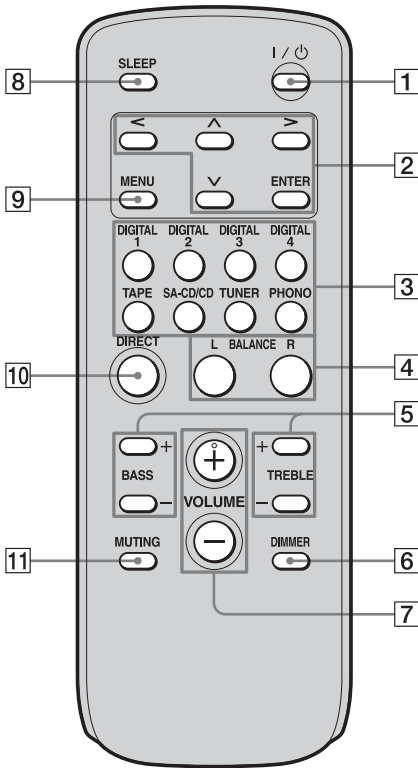 SLEEP
I / ⏻
8
1
< ∧ >
2
MENU
∨
ENTER
9
DIGITAL 1
DIGITAL 2
DIGITAL 3
DIGITAL 4
3
TAPE
SA-CD/CD
TUNER
PHONO
DIRECT
L BALANCE R
10
4
5
+
+
+
BASS
TREBLE
−
−
VOLUME
−
MUTING
DIMMER
11
6
7